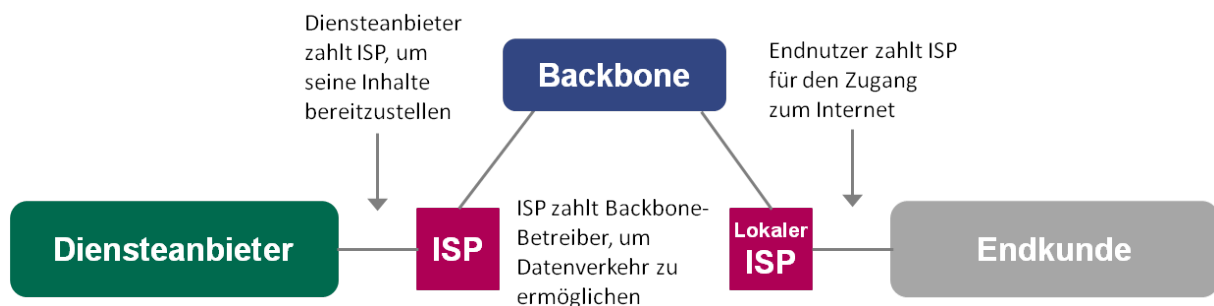 Diensteanbieter
zahlt ISP, um
seine Inhalte
bereitzustellen
Backbone
Endnutzer zahlt ISP
für den Zugang
zum Internet
Diensteanbieter
ISP
ISP zahlt Backbone-
Betreiber, um
Datenverkehr zu
ermöglichen
Lokaler
ISP
Endkunde